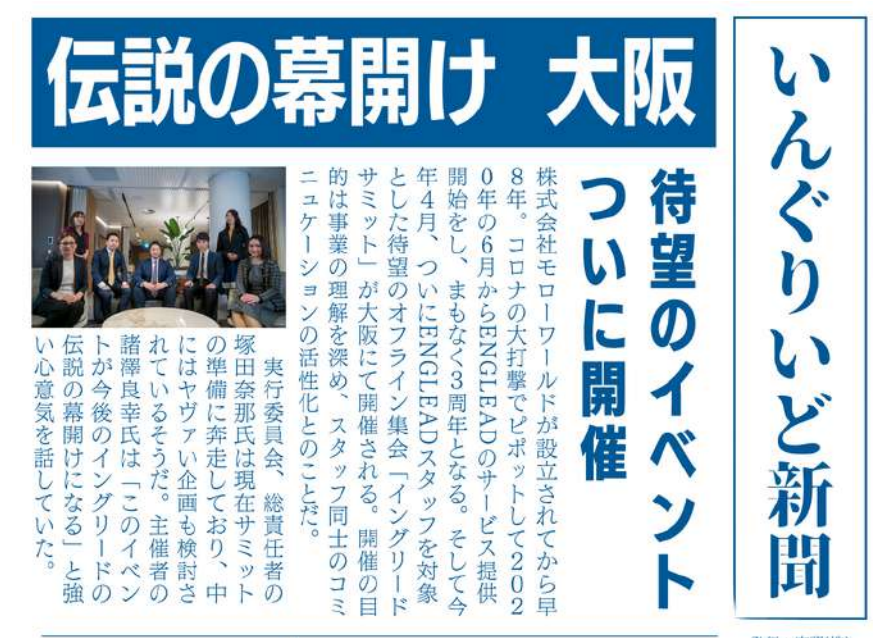 いんぐりいど新聞
伝説の幕開け 大阪
待望のイベント
ついに開催
株式会社モローワールドが設立されてから早
8年。コロナの大打撃でピボットして202
0年の6月からENGLEADのサービス提供
開始をし、まもなく3周年となる。そして今
年4月、ついにENGLEADスタッフを対象
とした待望のオフライン集会「イングリード
サミット」が大阪にて開催される。開催の目
的は事業の理解を深め、スタッフ同士のコミ
ュニケーションの活性化とのことだ。
実行委員会、総責任者の
塚田奈那氏は現在サミット
の準備に奔走しており、中
にはヤヴァい企画も検討さ
れているそうだ。主催者の
諸澤良幸氏は「このイベン
トが今後のイングリードの
伝説の幕開けになる」と強
い心意気を話していた。